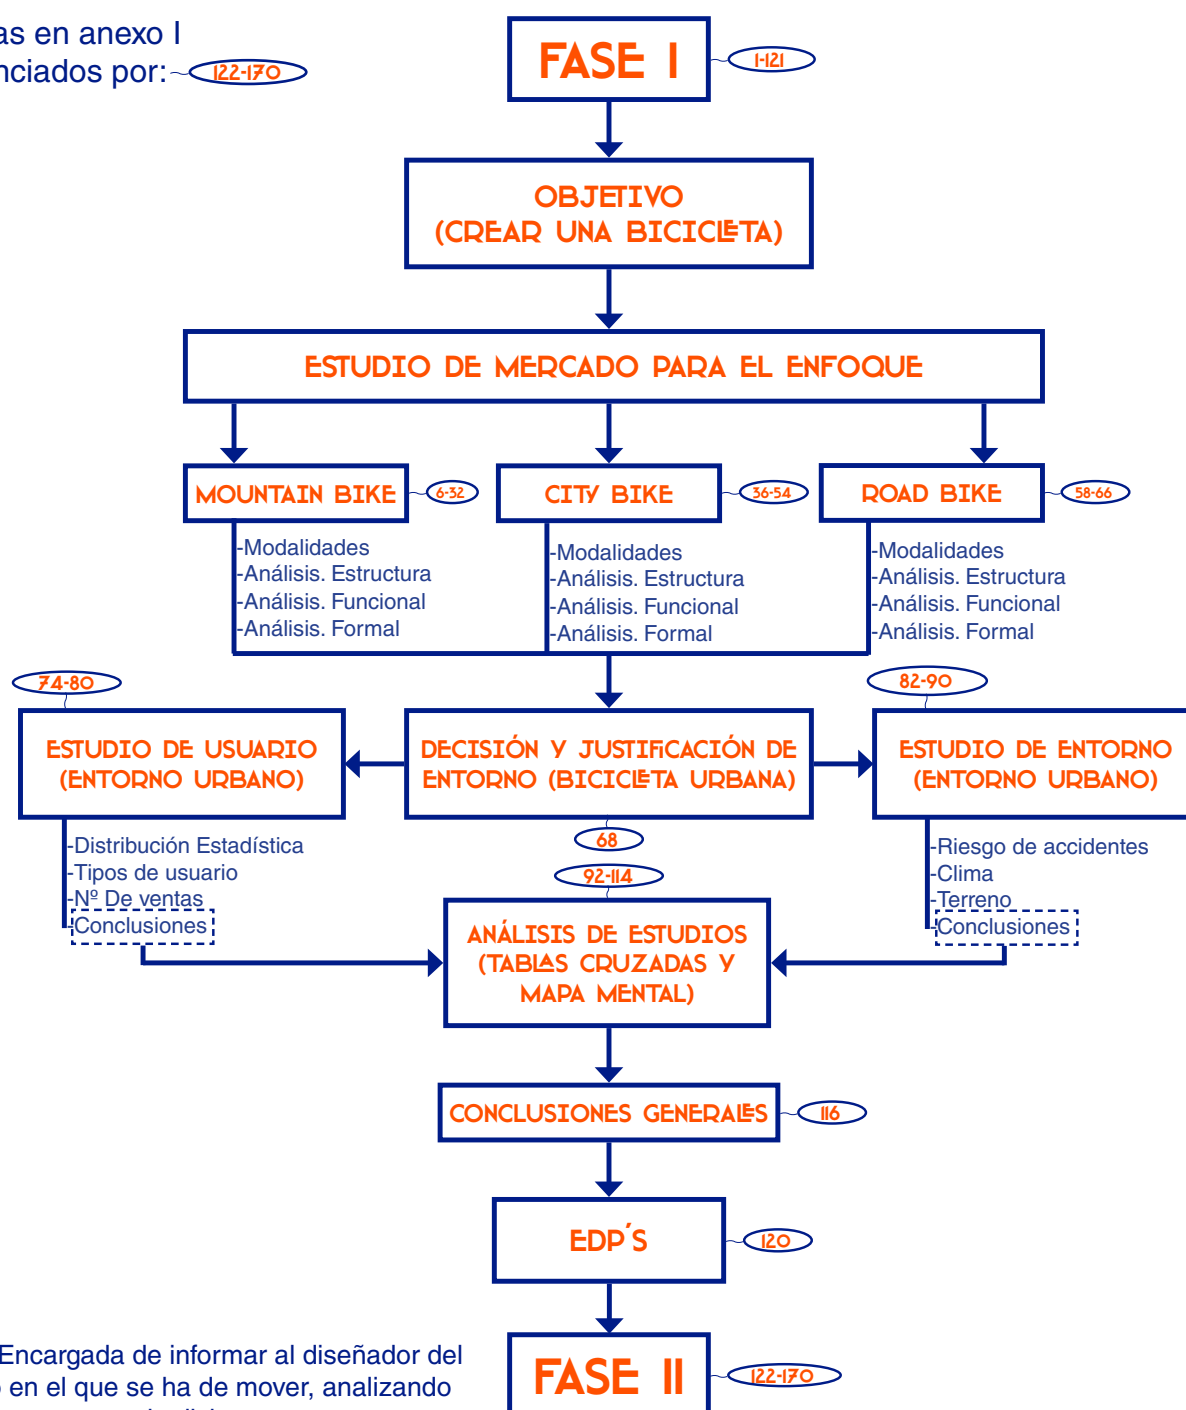 as en anexo I
nciados por: 122-170
FASE I
1-121
OBJETIVO
(CREAR UNA BICICLETA)
ESTUDIO DE MERCADO PARA EL ENFOQUE
MOUNTAIN BIKE
6-32
CITY BIKE
36-54
ROAD BIKE
58-66
-Modalidades
-Análisis. Estructura
-Análisis. Funcional
-Análisis. Formal
-Modalidades
-Análisis. Estructura
-Análisis. Funcional
-Análisis. Formal
-Modalidades
-Análisis. Estructura
-Análisis. Funcional
-Análisis. Formal
74-80
ESTUDIO DE USUARIO
(ENTORNO URBANO)
DECISIÓN Y JUSTIFICACIÓN DE
ENTORNO (BICICLETA URBANA)
68
82-90
ESTUDIO DE ENTORNO
(ENTORNO URBANO)
-Distribución Estadística
-Tipos de usuario
-Nº De ventas
-Conclusiones
-Riesgo de accidentes
-Clima
-Terreno
-Conclusiones
92-114
ANÁLISIS DE ESTUDIOS
(TABLAS CRUZADAS Y
MAPA MENTAL)
CONCLUSIONES GENERALES
116
EDP´S
120
FASE II
122-170
Encargada de informar al diseñador del
en el que se ha de mover, analizando